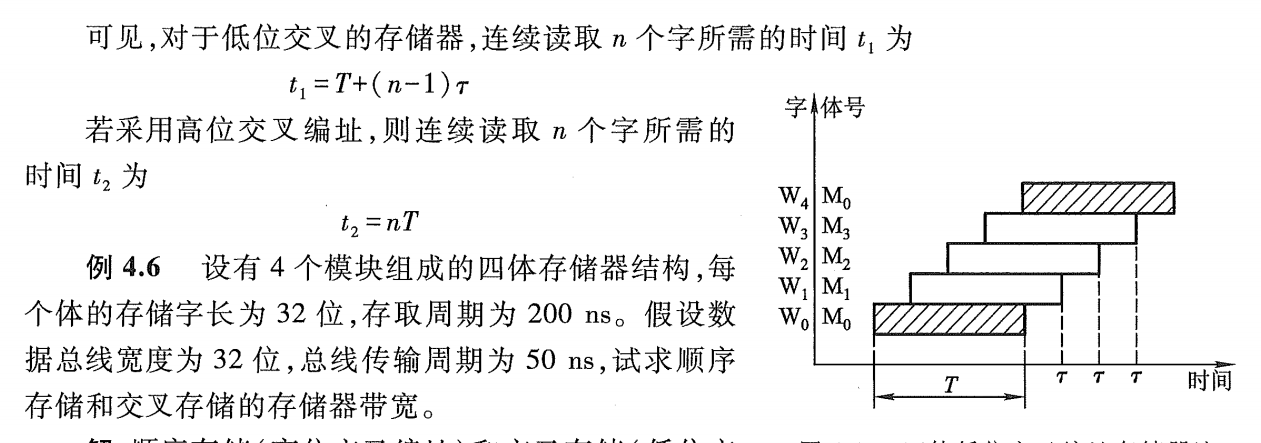 可见,对于低位交叉的存储器,连续读取 n 个字所需的时间 t₁ 为
t₁ = T+(n-1)τ
若采用高位交叉编址,则连续读取 n 个字所需的
时间 t₂ 为
t₂ = nT
例 4.6 设有 4 个模块组成的四体存储器结构,每
个体的存储字长为 32 位,存取周期为 200 ns。假设数
据总线宽度为 32 位,总线传输周期为 50 ns,试求顺序
存储和交叉存储的存储器带宽。
字 体号
W₄ M₀
W₃ M₃
W₂ M₂
W₁ M₁
W₀ M₀
T τ τ τ 时间